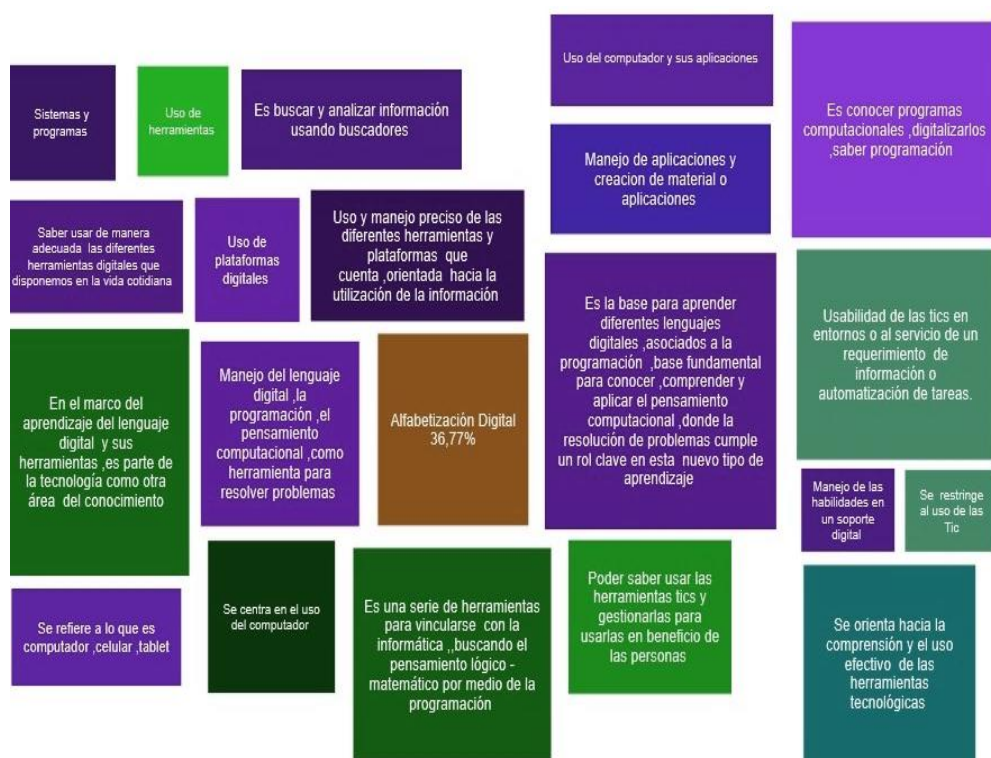 Sistemas y
programas
Uso de
herramientas
Es buscar y analizar información
usando buscadores
Uso del computador y sus aplicaciones
Es conocer programas
computacionales ,digitalizarlos
,saber programación
Manejo de aplicaciones y
creacion de material o
aplicaciones
Saber usar de manera
adecuada las diferentes
herramientas digitales que
disponemos en la vida cotidiana
Uso de
plataformas
digitales
Uso y manejo preciso de las
diferentes herramientas y
plataformas que
cuenta ,orientada hacia la
utilización de la información
Es la base para aprender
diferentes lenguajes
digitales ,asociados a la
programación ,base fundamental
para conocer ,comprender y
aplicar el pensamiento
computacional ,donde la
resolución de problemas cumple
un rol clave en esta nuevo tipo de
aprendizaje
Usabilidad de las tics en
entornos o al servicio de un
requerimiento de
información o
automatización de tareas.
En el marco del
aprendizaje del lenguaje
digital y sus
herramientas ,es parte de
la tecnología como otra
área del conocimiento
Manejo del lenguaje
digital ,la
programación ,el
pensamiento
computacional ,como
herramienta para
resolver problemas
Alfabetización Digital
36,77%
Manejo de las
habilidades en
un soporte
digital
Se restringe
al uso de las
Tic
Se refiere a lo que es
computador ,celular ,tablet
Se centra en el uso
del computador
Es una serie de herramientas
para vincularse con la
informática ,,buscando el
pensamiento lógico -
matemático por medio de la
programación
Poder saber usar las
herramientas tics y
gestionarlas para
usarlas en beneficio de
las personas
Se orienta hacia la
comprensión y el uso
efectivo de las
herramientas
tecnológicas